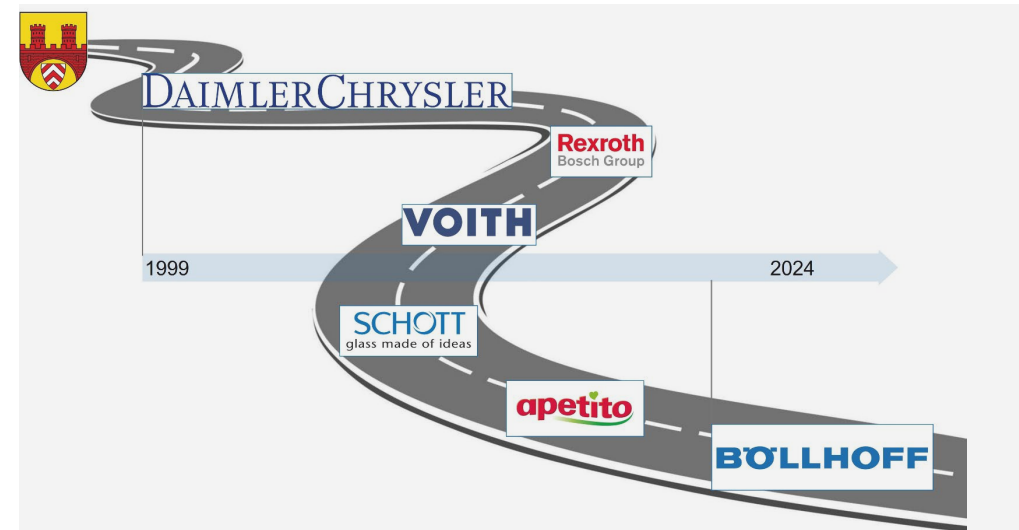 DAIMLERCHRYSLER
Rexroth
Bosch Group
VOITH
1999
2024
SCHOTT
glass made of ideas
apetito
BÖLLHOFF